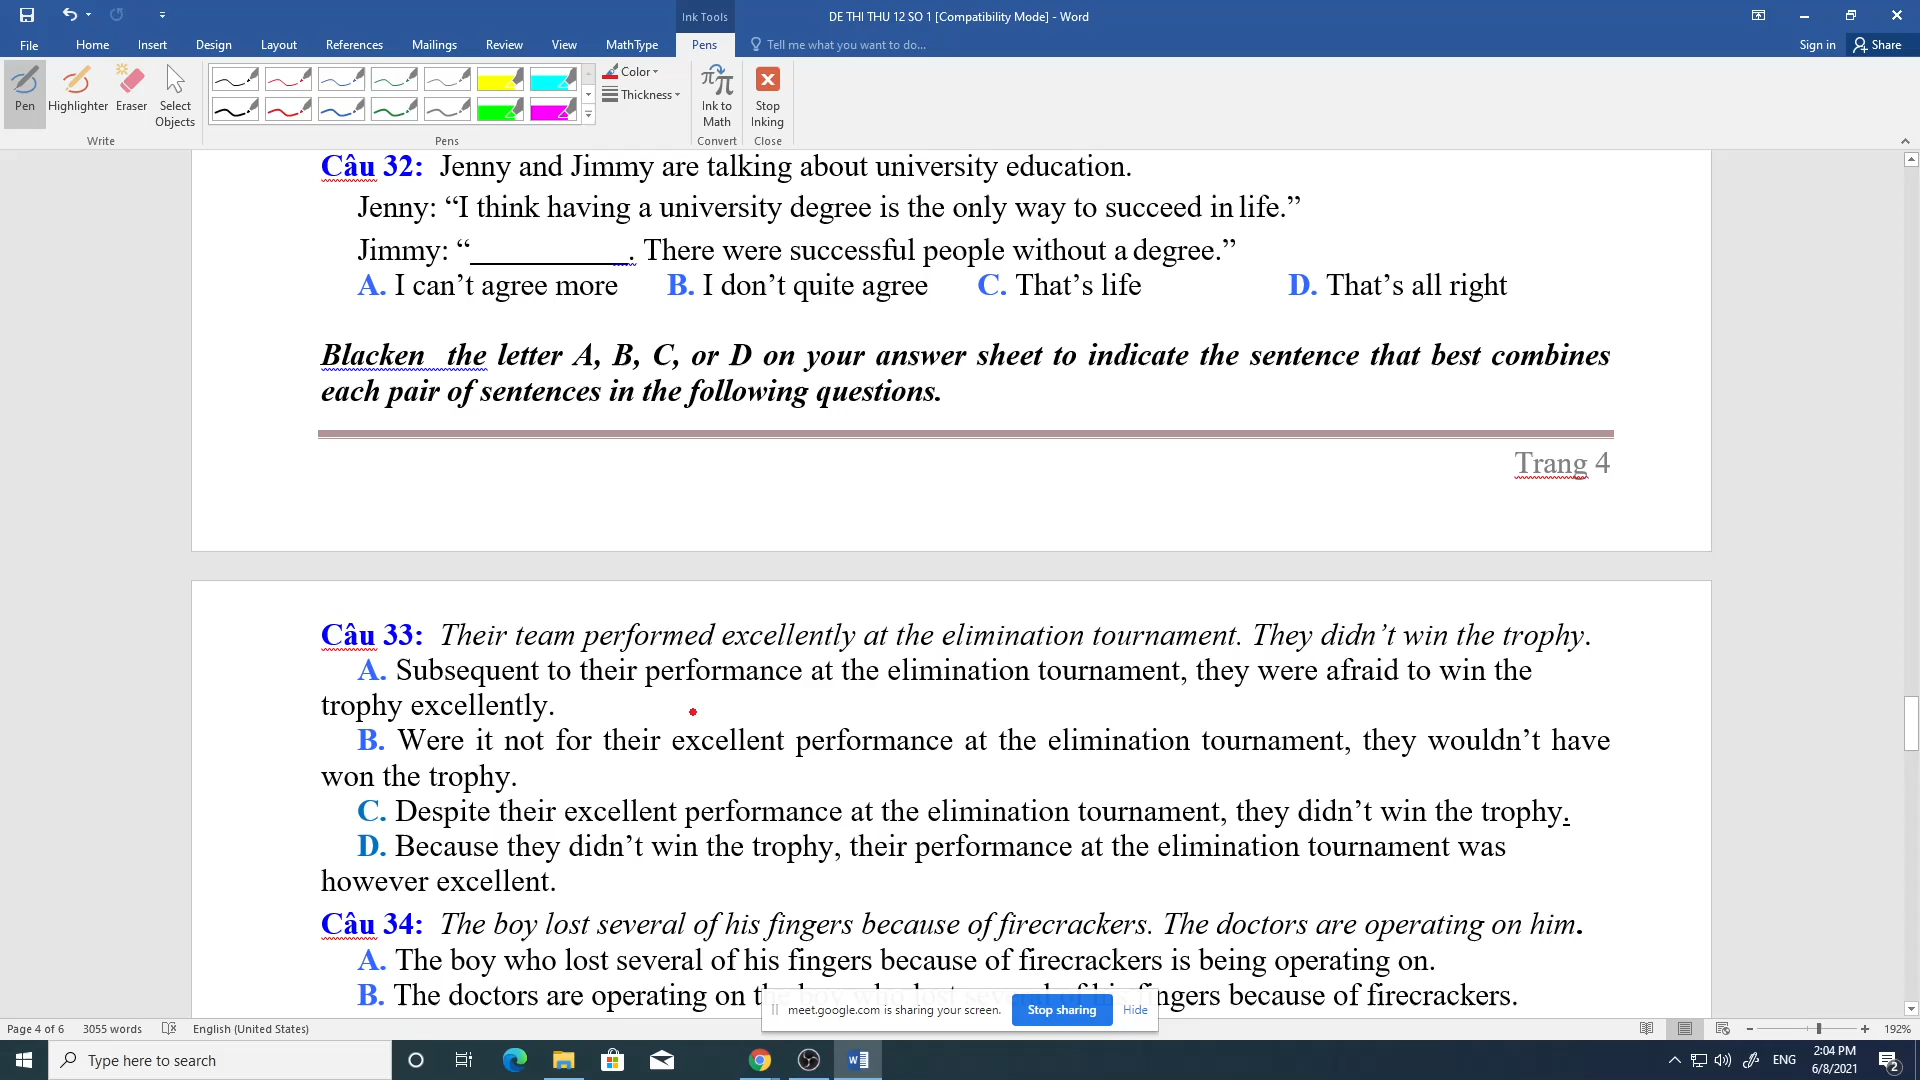 Ink Tools
DE THI THU 12 SO 1 [Compatibility Mode] - Word
File Home Insert Design Layout References Mailings Review View MathType Pens Tell me what you want to do... Sign in Share
Pen Highlighter Eraser Select Objects
Color
Thickness
Ink to Math
Stop Inking
Write Pens Convert Close
Câu 32: Jenny and Jimmy are talking about university education.
Jenny: “I think having a university degree is the only way to succeed in life.”
Jimmy: “__________. There were successful people without a degree.”
A. I can’t agree more B. I don’t quite agree C. That’s life D. That’s all right
Blacken the letter A, B, C, or D on your answer sheet to indicate the sentence that best combines
each pair of sentences in the following questions.
Trang 4
Câu 33: Their team performed excellently at the elimination tournament. They didn’t win the trophy.
A. Subsequent to their performance at the elimination tournament, they were afraid to win the
trophy excellently.
B. Were it not for their excellent performance at the elimination tournament, they wouldn’t have
won the trophy.
C. Despite their excellent performance at the elimination tournament, they didn’t win the trophy.
D. Because they didn’t win the trophy, their performance at the elimination tournament was
however excellent.
Câu 34: The boy lost several of his fingers because of firecrackers. The doctors are operating on him.
A. The boy who lost several of his fingers because of firecrackers is being operating on.
B. The doctors are operating on the boy who lost several of his fingers because of firecrackers.
meet.google.com is sharing your screen. Stop sharing Hide
Page 4 of 6 3055 words English (United States) 192%
Type here to search
ENG
2:04 PM
6/8/2021
2